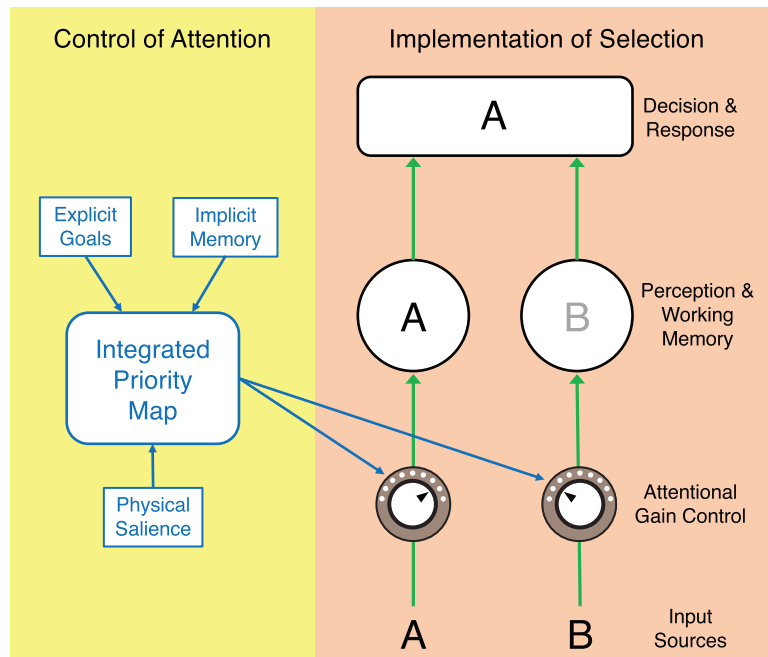 Control of Attention
Explicit
Goals
Implicit
Memory
Integrated
Priority
Map
Physical
Salience
Implementation of Selection
A
Decision &
Response
A
B
Perception &
Working
Memory
Attentional
Gain Control
A
B
Input
Sources